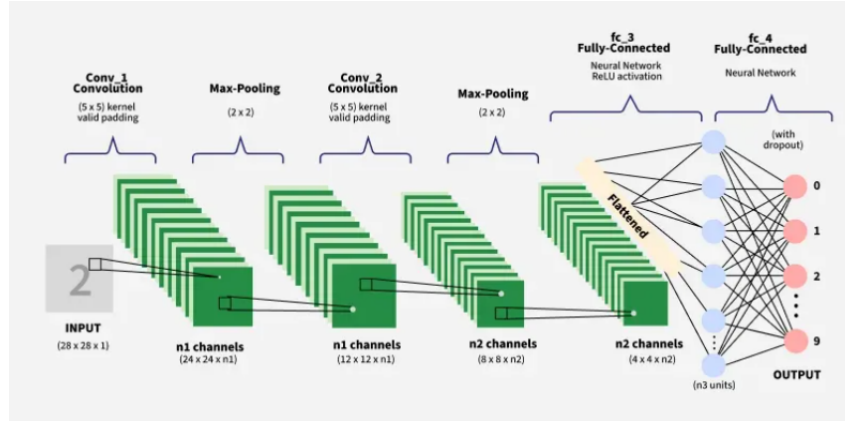 Conv_1
Convolution
(5 x 5) kernel
valid padding
Max-Pooling
(2 x 2)
Conv_2
Convolution
(5 x 5) kernel
valid padding
Max-Pooling
(2 x 2)
fc_3
Fully-Connected
Neural Network
ReLU activation
fc_4
Fully-Connected
Neural Network
(with
dropout)
2
INPUT
(28 x 28 x 1)
n1 channels
(24 x 24 x n1)
n1 channels
(12 x 12 x n1)
n2 channels
(8 x 8 x n2)
n2 channels
(4 x 4 x n2)
Flattened
(n3 units)
0
1
2
9
OUTPUT